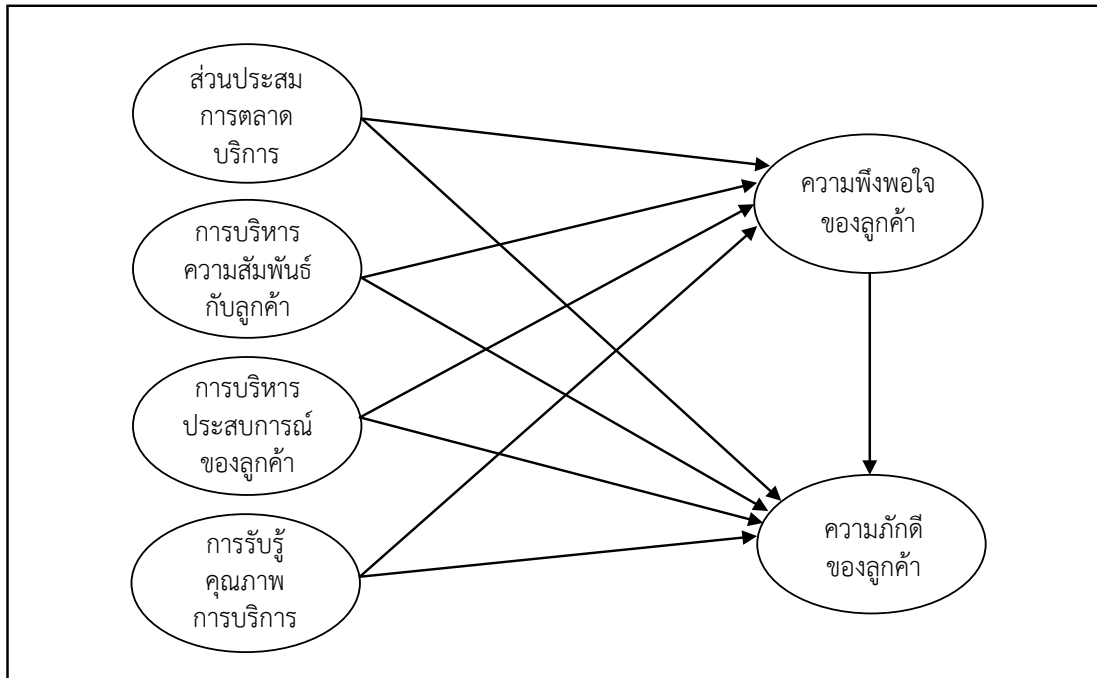 ส่วนประสม
การตลาด
บริการ
การบริหาร
ความสัมพันธ์
กับลูกค้า
การบริหาร
ประสบการณ์
ของลูกค้า
การรับรู้
คุณภาพ
การบริการ
ความพึงพอใจ
ของลูกค้า
ความภักดี
ของลูกค้า